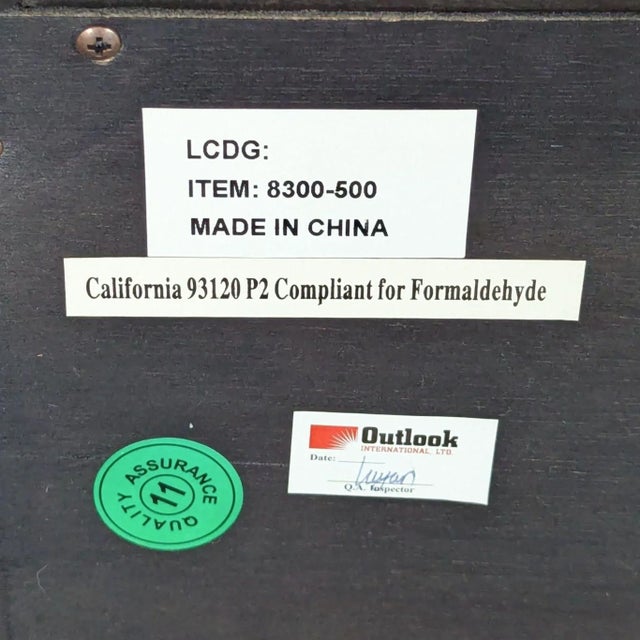 LCDG:
ITEM: 8300-500
MADE IN CHINA
California 93120 P2 Compliant for Formaldehyde
Outlook
INTERNATIONAL, LTD.
Date:
Q.A. Inspector
QUALITY ASSURANCE
11